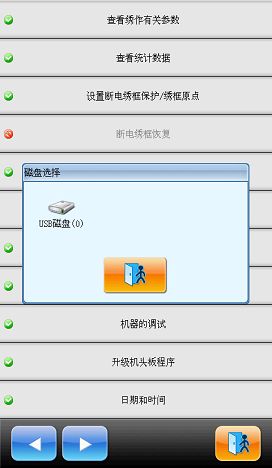 查看绣作有关参数
查看统计数据
设置断电绣框保护/绣框原点
断电绣框恢复
磁盘选择
USB磁盘(0)
机器的调试
升级机头板程序
日期和时间